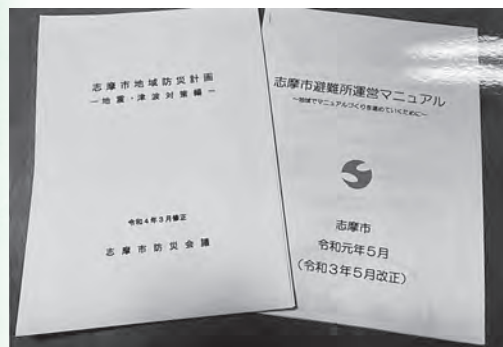 志摩市地域防災計画
－地震・津波対策編－
令和4年3月修正
志摩市防災会議
志摩市避難所運営マニュアル
～地域でマニュアルづくりを進めていくために～
志摩市
令和元年5月
（令和3年5月改正）